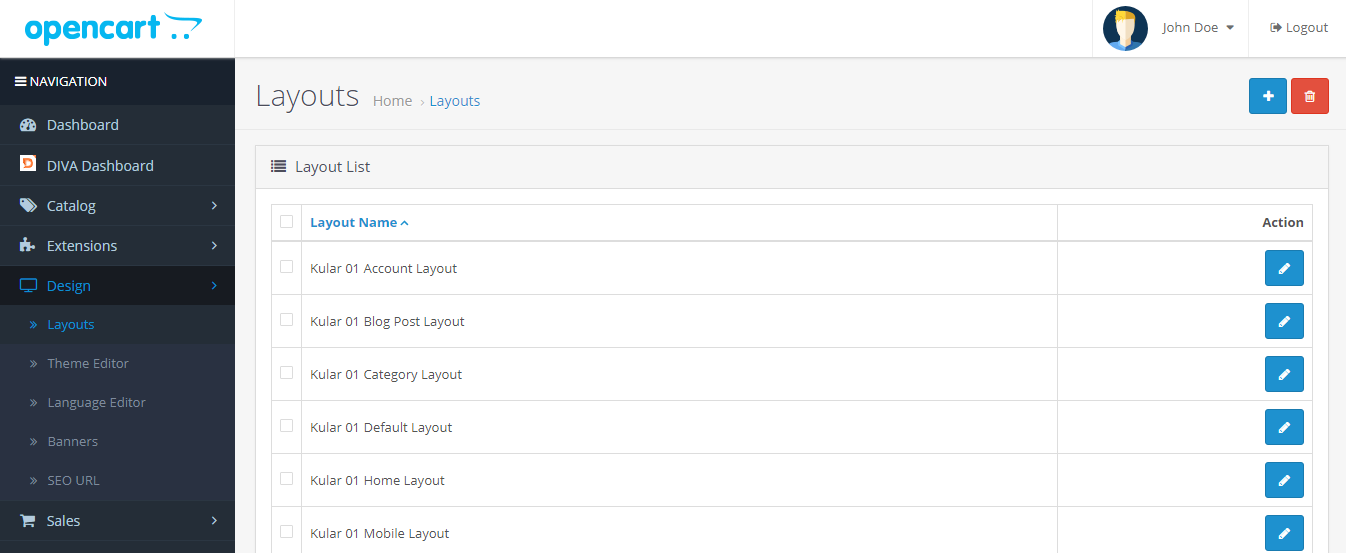 opencart
John Doe
Logout
NAVIGATION
Dashboard
DIVA Dashboard
Catalog
Extensions
Design
Layouts
Theme Editor
Language Editor
Banners
SEO URL
Sales
Layouts Home › Layouts
Layout List
Layout Name Action
Kular 01 Account Layout
Kular 01 Blog Post Layout
Kular 01 Category Layout
Kular 01 Default Layout
Kular 01 Home Layout
Kular 01 Mobile Layout